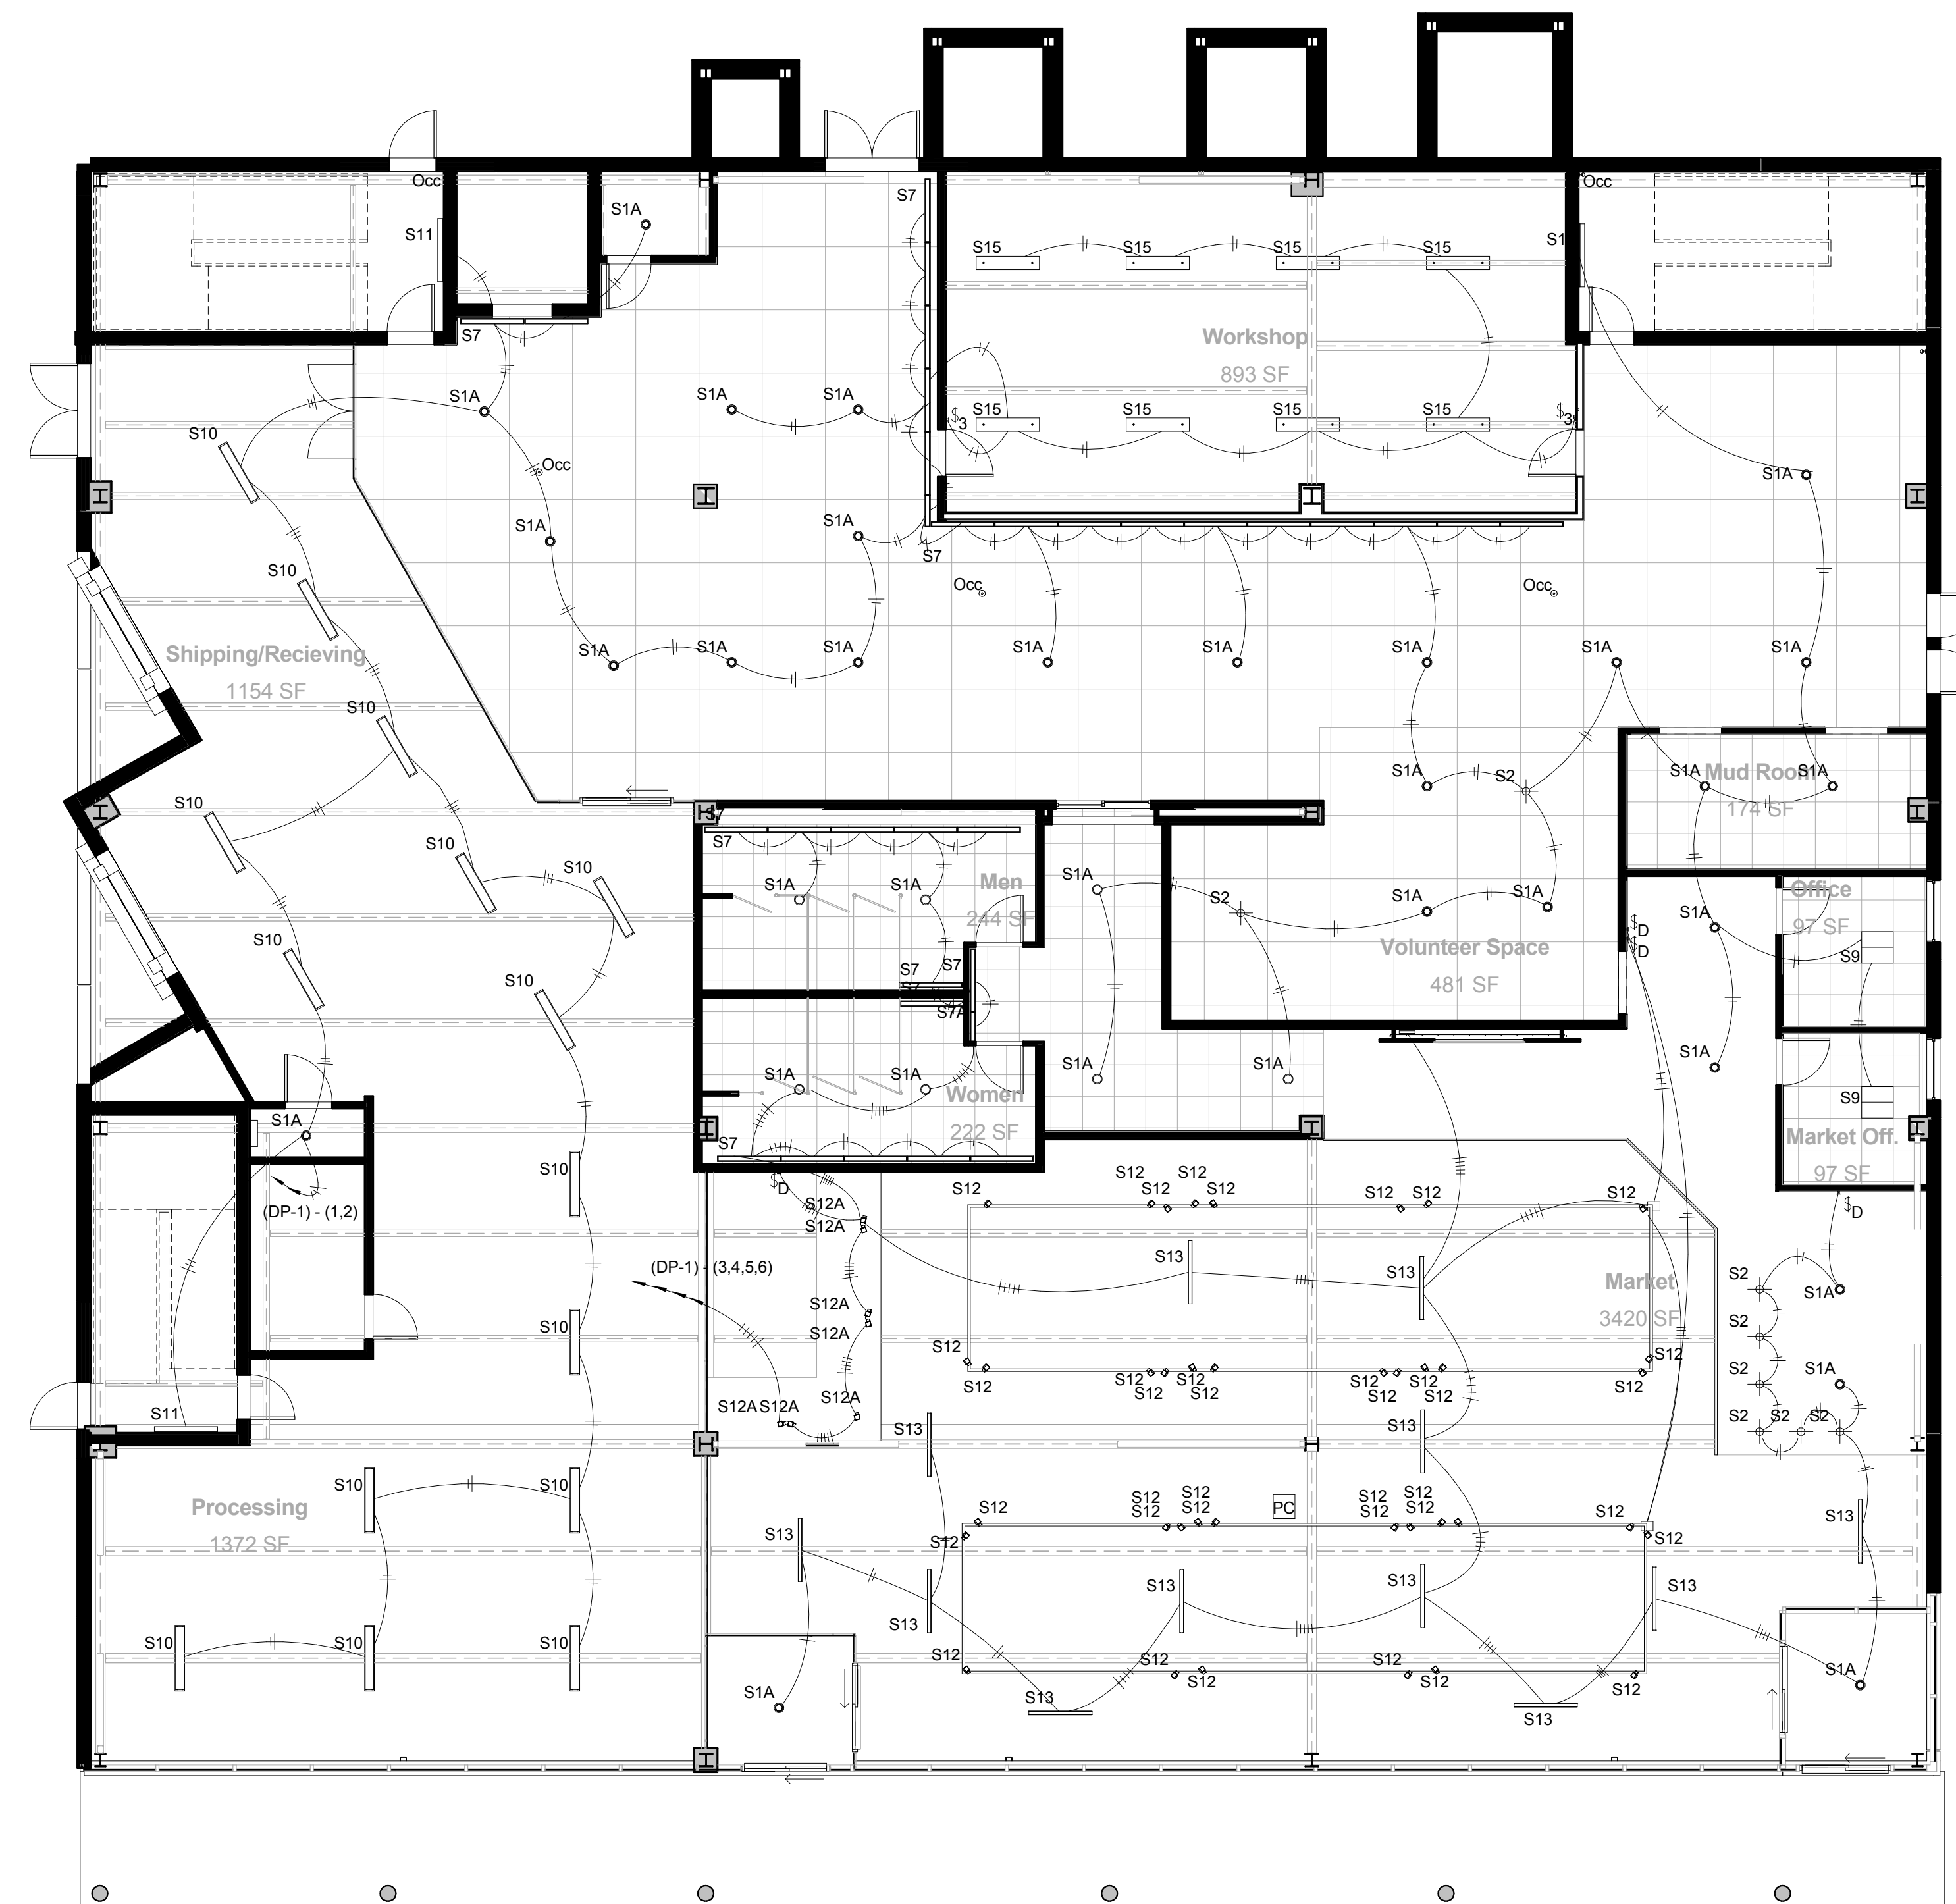 Occ
Occ
S7
S1A
S11
S1
S15
S15
S15
S15
S7
Workshop
893 SF
S1A
S1A
S1A
S15
S15
S15
S15
$3
$3
S10
Occ
S1A
S1A
S1A
S7
S10
Occ
Occ
Shipping/Recieving
1154 SF
S1A
S1A
S1A
S1A
S1A
S1A
S1A
S1A
S10
S1A
S2
S1A
Mud Room
S1A
174 SF
S10
S7
S10
S10
S1A
S1A
Men
244 SF
S1A
S2
S1A
S1A
Office
97 SF
S1A
$D
$D
S10
Volunteer Space
481 SF
S9
S10
S7
S7
S7
S7A
S1A
S1A
S1A
S1A
S1A
Women
222 SF
S9
S1A
S7
Market Off.
97 SF
S10
$D
(DP-1) - (1,2)
S12A
S12A
S12
S12
S12
S12
S12
S12
S12
S12
$D
(DP-1) - (3,4,5,6)
S13
S13
Market
3420 SF
S2
S1A
S10
S12A
S12A
S2
S12
S12
S12
S12
S12
S12
S12
S12
S12
S12
S12
S12
S2
S1A
S11
S12A
S12A
S12A
S13
S13
S2
S2
S2
S10
S10
Processing
1372 SF
S12
S12
S12
S12
S12
PC
S12
S12
S12
S12
S12
S12
S13
S13
S13
S13
S13
S13
S10
S10
S10
S12
S12
S12
S12
S12
S12
S1A
S13
S13
S1A